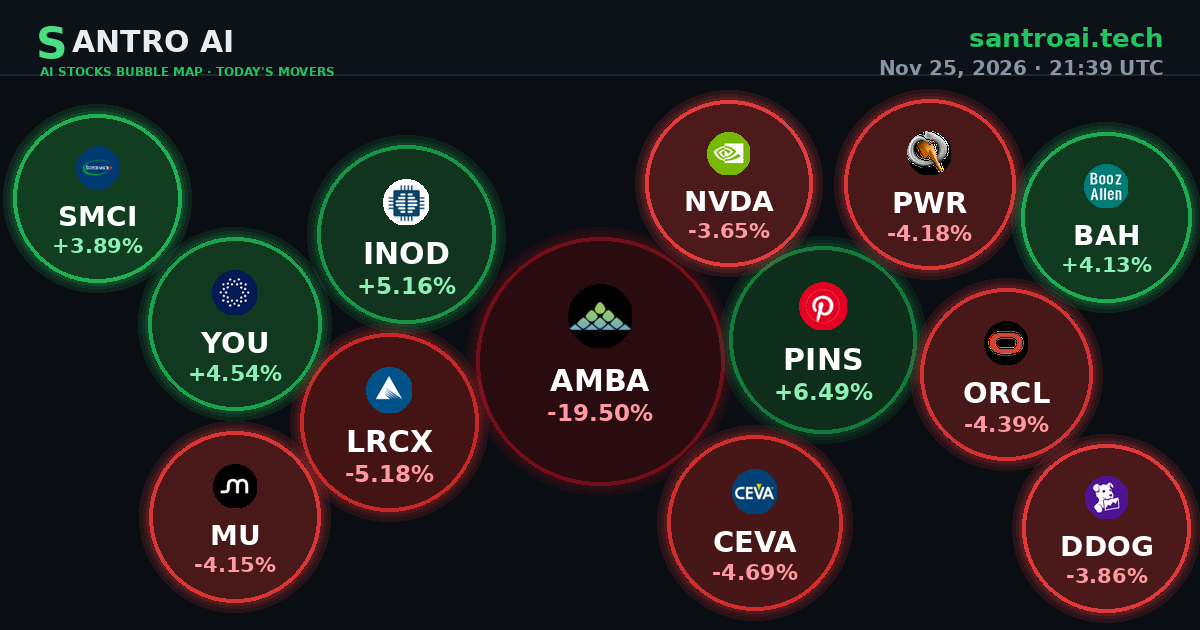 SANTRO AI
AI STOCKS BUBBLE MAP · TODAY'S MOVERS
santroai.tech
Nov 25, 2026 · 21:39 UTC
SMCI
+3.89%
YOU
+4.54%
INOD
+5.16%
LRCX
-5.18%
MU
-4.15%
AMBA
-19.50%
NVDA
-3.65%
PWR
-4.18%
Booz
Allen
BAH
+4.13%
PINS
+6.49%
ORCL
-4.39%
CEVA
CEVA
-4.69%
DDOG
-3.86%